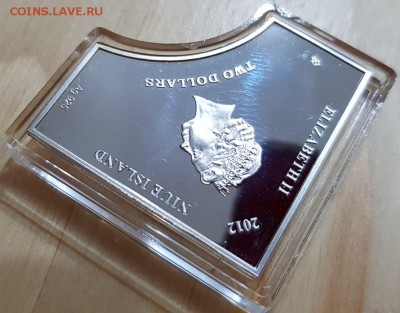 COINS.LAVE.RU
ELIZABETH II
TWO DOLLARS
Ag 925
NIUE ISLAND
2012